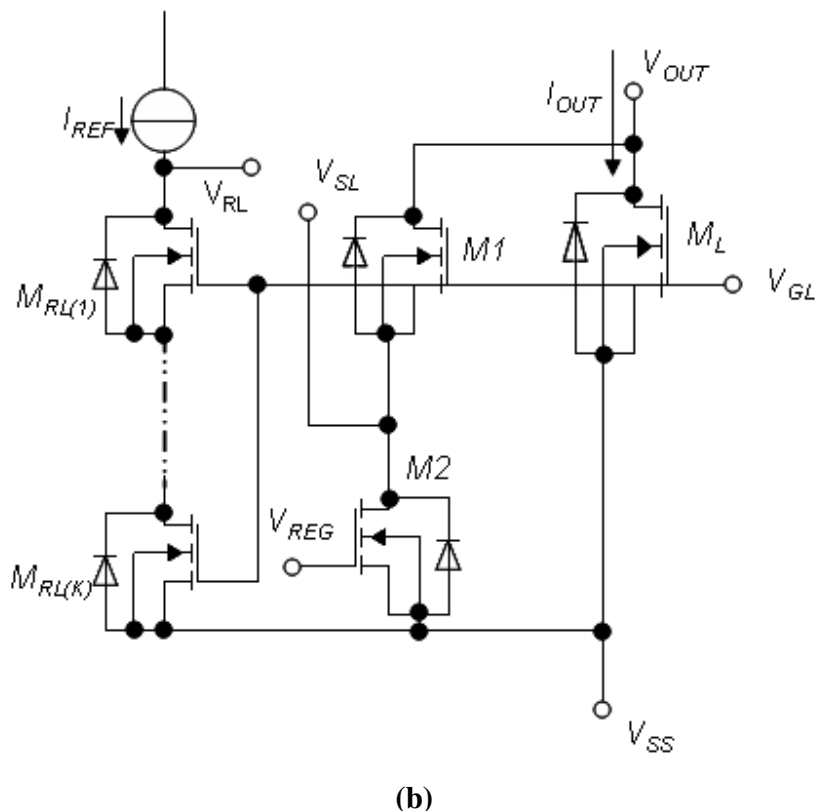 V_OUT
I_OUT
I_REF
V_RL
V_SL
M1
M_L
V_GL
M_RL(1)
M2
V_REG
M_RL(K)
V_SS
(b)